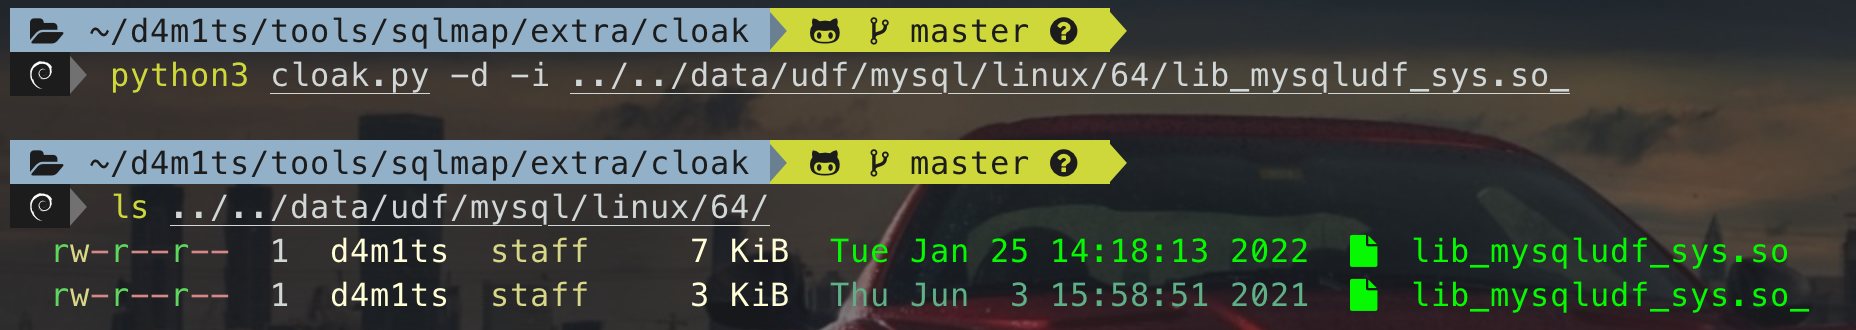 ~/d4m1ts/tools/sqlmap/extra/cloak master ?
python3 cloak.py -d -i ../../data/udf/mysql/linux/64/lib_mysqludf_sys.so_
~/d4m1ts/tools/sqlmap/extra/cloak master ?
ls ../../data/udf/mysql/linux/64/
rw-r--r-- 1 d4m1ts staff 7 KiB Tue Jan 25 14:18:13 2022 lib_mysqludf_sys.so
rw-r--r-- 1 d4m1ts staff 3 KiB Thu Jun 3 15:58:51 2021 lib_mysqludf_sys.so_